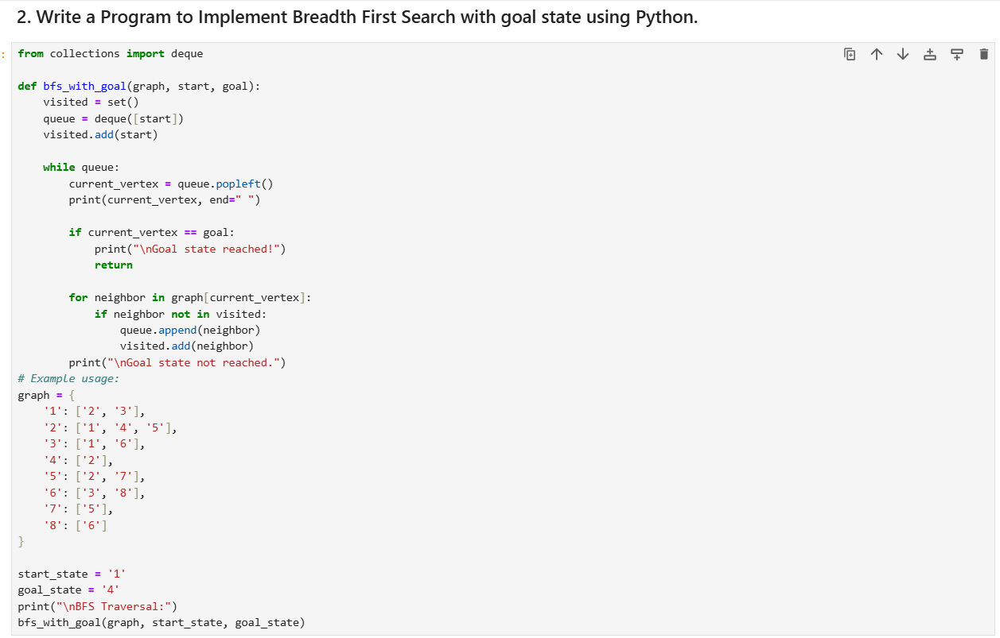 2. Write a Program to Implement Breadth First Search with goal state using Python.
:
from collections import deque

def bfs_with_goal(graph, start, goal):
    visited = set()
    queue = deque([start])
    visited.add(start)

    while queue:
        current_vertex = queue.popleft()
        print(current_vertex, end=" ")

        if current_vertex == goal:
            print("\nGoal state reached!")
            return

        for neighbor in graph[current_vertex]:
            if neighbor not in visited:
                queue.append(neighbor)
                visited.add(neighbor)
        print("\nGoal state not reached.")
# Example usage:
graph = {
    '1': ['2', '3'],
    '2': ['1', '4', '5'],
    '3': ['1', '6'],
    '4': ['2'],
    '5': ['2', '7'],
    '6': ['3', '8'],
    '7': ['5'],
    '8': ['6']
}

start_state = '1'
goal_state = '4'
print("\nBFS Traversal:")
bfs_with_goal(graph, start_state, goal_state)